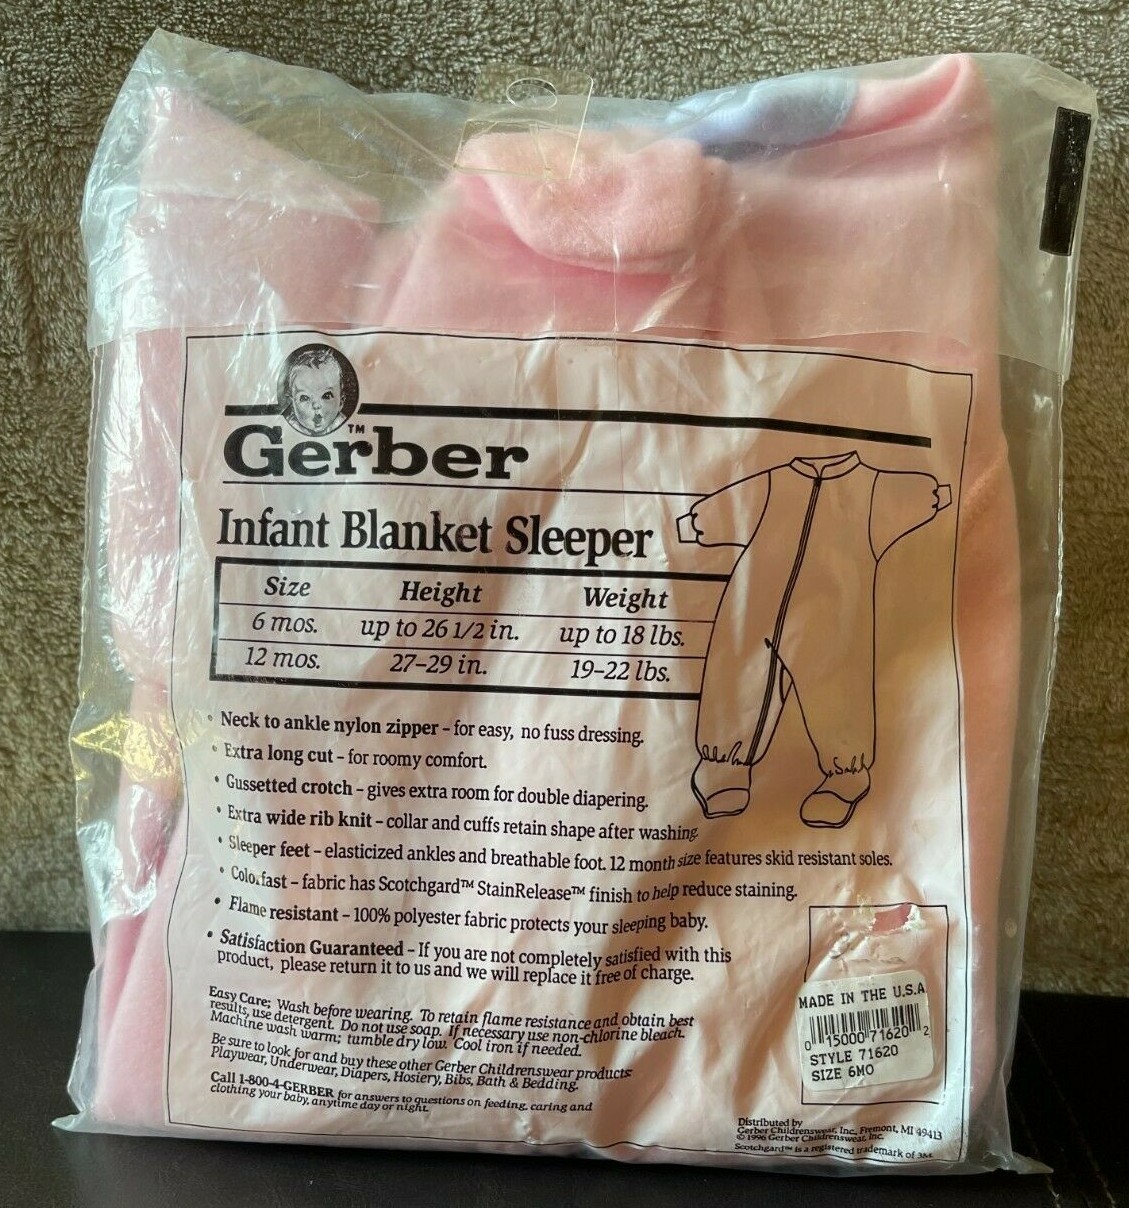 Gerber™
Infant Blanket Sleeper
Size Height Weight
6 mos. up to 26 1/2 in. up to 18 lbs.
12 mos. 27-29 in. 19-22 lbs.
• Neck to ankle nylon zipper – for easy, no fuss dressing.
• Extra long cut – for roomy comfort.
• Gussetted crotch – gives extra room for double diapering.
• Extra wide rib knit – collar and cuffs retain shape after washing.
• Sleeper feet – elasticized ankles and breathable foot. 12 month size features skid resistant soles.
• Colorfast – fabric has Scotchgard™ StainRelease™ finish to help reduce staining.
• Flame resistant – 100% polyester fabric protects your sleeping baby.
• Satisfaction Guaranteed – If you are not completely satisfied with this
product, please return it to us and we will replace it free of charge.
Easy Care: Wash before wearing. To retain flame resistance and obtain best
results, use detergent. Do not use soap. If necessary use non-chlorine bleach.
Machine wash warm; tumble dry low. Cool iron if needed.
Be sure to look for and buy these other Gerber Childrenswear products:
Playwear, Underwear, Diapers, Hosiery, Bibs, Bath & Bedding.
Call 1-800-4-GERBER for answers to questions on feeding, caring and
clothing your baby, anytime day or night.
MADE IN THE U.S.A
0 15000 71620 2
STYLE 71620
SIZE 6MO
Distributed by
Gerber Childrenswear, Inc., Fremont, MI 49413
© 1996 Gerber Childrenswear, Inc.
Scotchgard™ is a registered trademark of 3M.